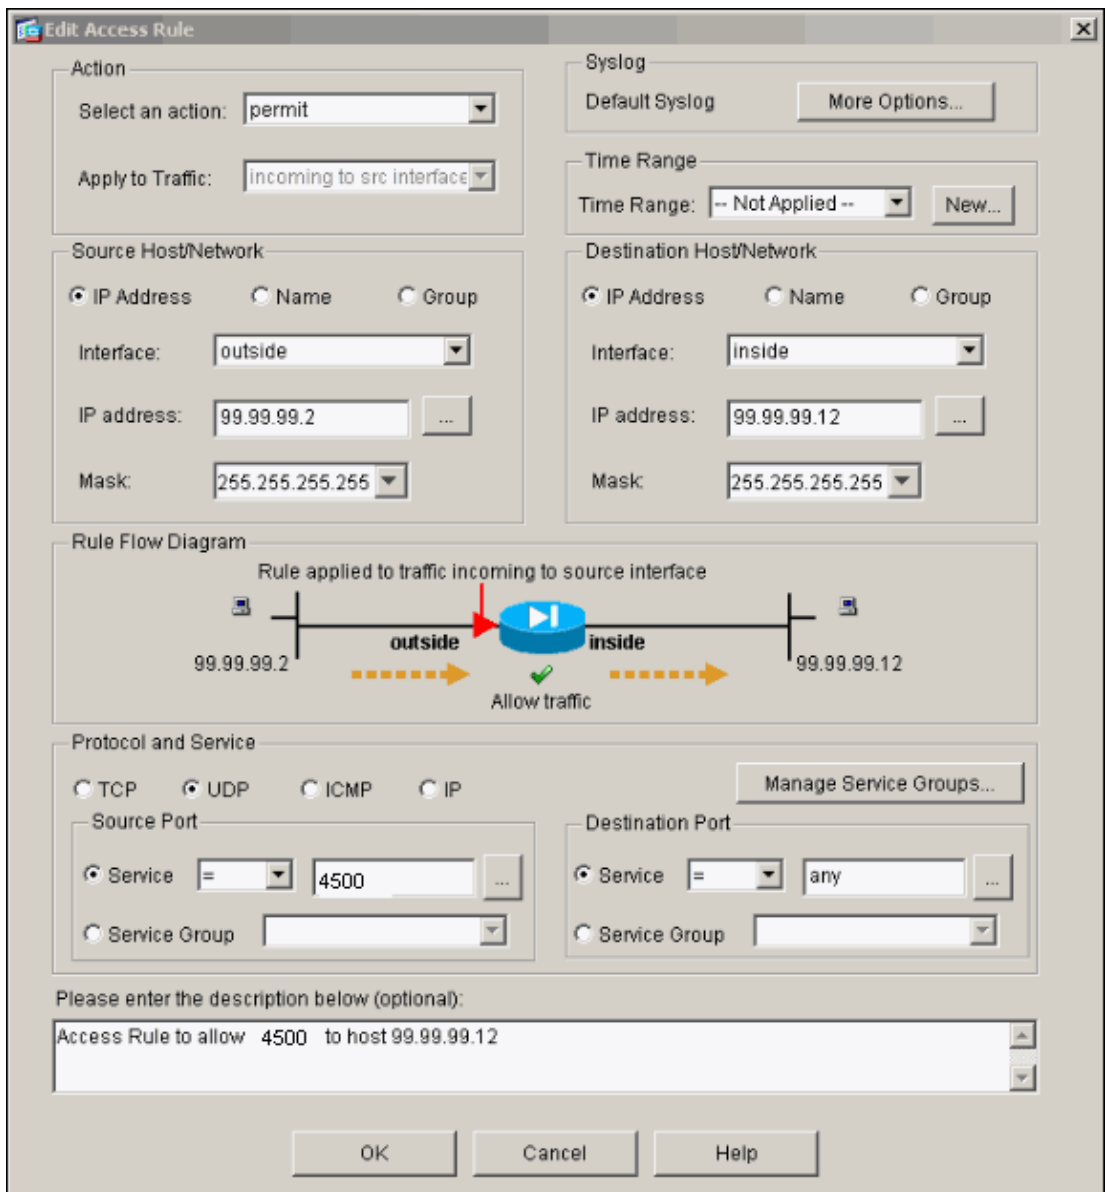 Edit Access Rule
Action
Select an action: permit
Apply to Traffic: incoming to src interface
Syslog
Default Syslog More Options...
Time Range
Time Range: -- Not Applied -- New...
Source Host/Network
IP Address Name Group
Interface: outside
IP address: 99.99.99.2 ...
Mask: 255.255.255.255
Destination Host/Network
IP Address Name Group
Interface: inside
IP address: 99.99.99.12 ...
Mask: 255.255.255.255
Rule Flow Diagram
Rule applied to traffic incoming to source interface
outside inside
99.99.99.2 99.99.99.12
Allow traffic
Protocol and Service
TCP UDP ICMP IP Manage Service Groups...
Source Port
Service = 4500 ...
Service Group
Destination Port
Service = any ...
Service Group
Please enter the description below (optional):
Access Rule to allow 4500 to host 99.99.99.12
OK Cancel Help